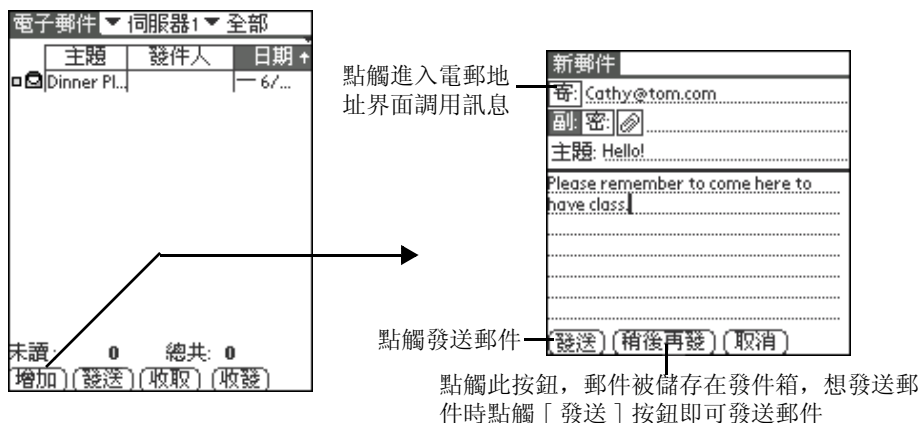 電子郵件 ▼ 伺服器1 ▼ 全部
主題 發件人 日期
Dinner Pl... 一 6/...
未讀: 0 總共: 0
增加 發送 收取 收發
點觸進入電郵地
址界面調用訊息
新郵件
寄: Cathy@tom.com
副: 密:
主題: Hello!
Please remember to come here to
have class.
點觸發送郵件
發送 稍後再發 取消
點觸此按鈕，郵件被儲存在發件箱，想發送郵
件時點觸［發送］按鈕即可發送郵件